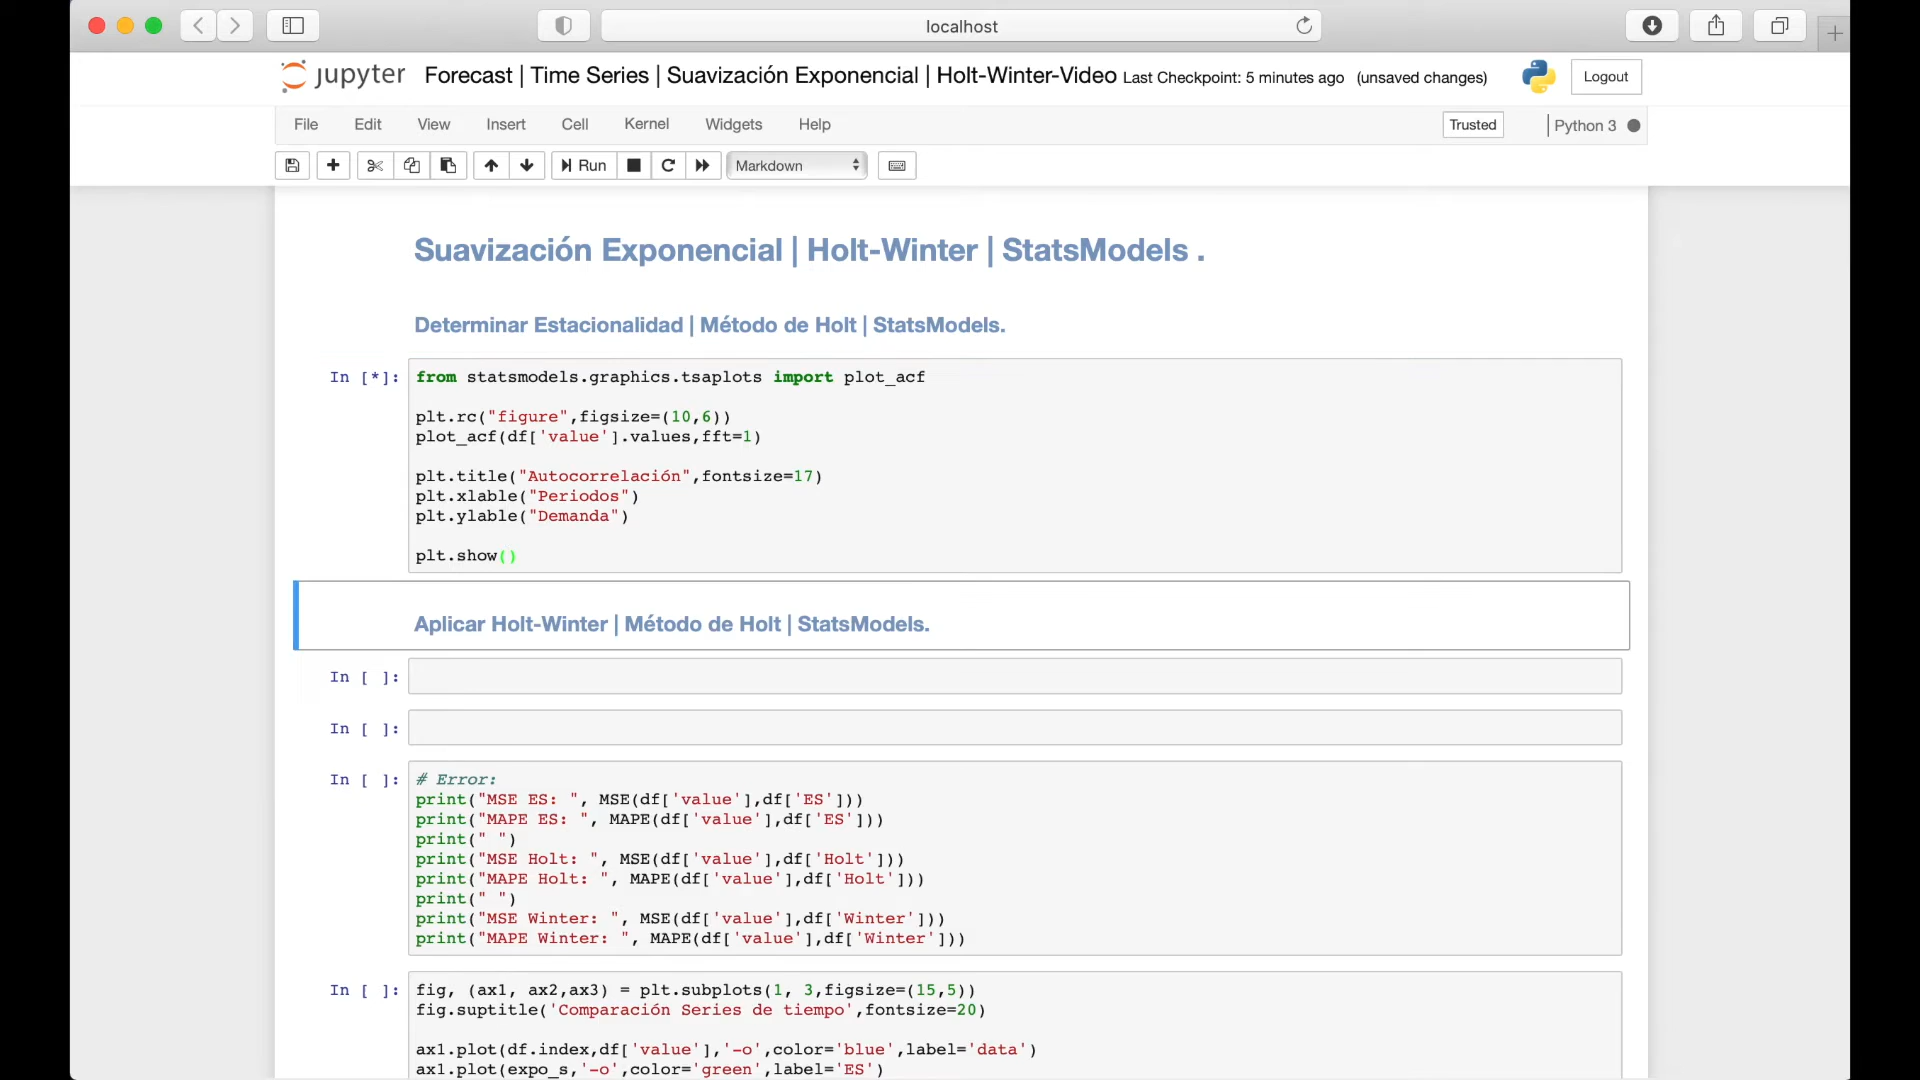 localhost
jupyter Forecast | Time Series | Suavización Exponencial | Holt-Winter-Video Last Checkpoint: 5 minutes ago (unsaved changes) Logout
File Edit View Insert Cell Kernel Widgets Help Trusted Python 3
Run Markdown
Suavización Exponencial | Holt-Winter | StatsModels .
Determinar Estacionalidad | Método de Holt | StatsModels.
In [*]: from statsmodels.graphics.tsaplots import plot_acf
plt.rc("figure",figsize=(10,6))
plot_acf(df['value'].values,fft=1)
plt.title("Autocorrelación",fontsize=17)
plt.xlable("Periodos")
plt.ylable("Demanda")
plt.show()
Aplicar Holt-Winter | Método de Holt | StatsModels.
In [ ]:
In [ ]:
In [ ]: # Error:
print("MSE ES: ", MSE(df['value'],df['ES']))
print("MAPE ES: ", MAPE(df['value'],df['ES']))
print(" ")
print("MSE Holt: ", MSE(df['value'],df['Holt']))
print("MAPE Holt: ", MAPE(df['value'],df['Holt']))
print(" ")
print("MSE Winter: ", MSE(df['value'],df['Winter']))
print("MAPE Winter: ", MAPE(df['value'],df['Winter']))
In [ ]: fig, (ax1, ax2,ax3) = plt.subplots(1, 3,figsize=(15,5))
fig.suptitle('Comparación Series de tiempo',fontsize=20)
ax1.plot(df.index,df['value'],'-o',color='blue',label='data')
ax1.plot(expo_s,'-o',color='green',label='ES')